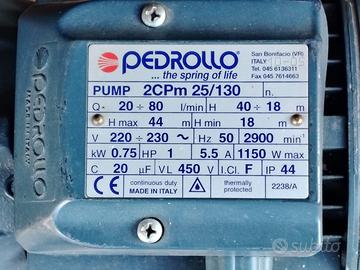 PEDROLLO
... the spring of life
San Bonifacio (VR)
ITALY
Tel. 045 6136311
Fax 045 7614663
PUMP 2CPm 25/130 n.
Q 20 ÷ 80 l/min H 40 ÷ 18 m
H max 44 m H min 18 m
V 220 ÷ 230 ~ Hz 50 2900 min¹
kW 0.75 HP 1 5.5 A 1150 W max
C 20 µF VL 450 V I.Cl. F IP 44
CE continuous duty
MADE IN ITALY
thermally
protected
2238/A
PEDROLLO
subito